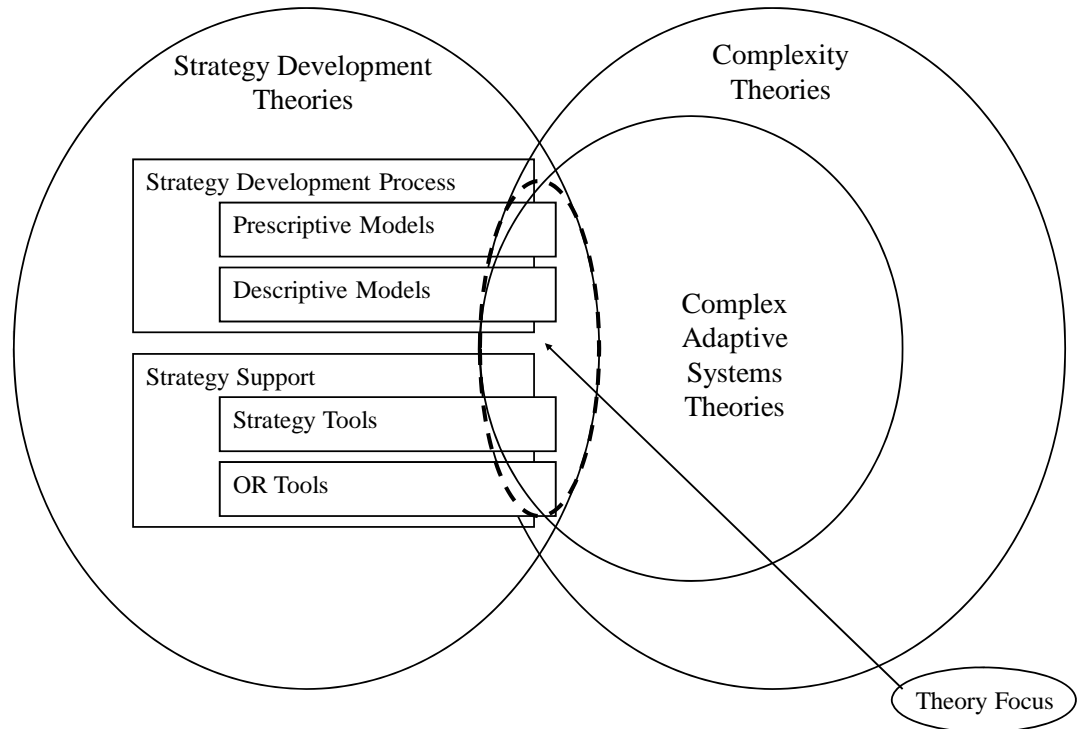 Strategy Development
Theories
Complexity
Theories
Strategy Development Process
Prescriptive Models
Descriptive Models
Complex
Adaptive
Systems
Theories
Strategy Support
Strategy Tools
OR Tools
Theory Focus